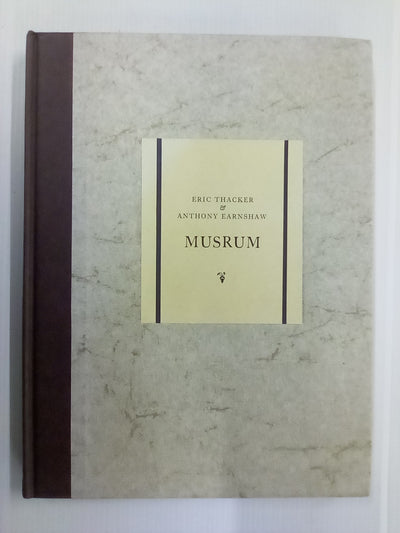 ERIC THACKER
&
ANTHONY EARNSHAW
MUSRUM